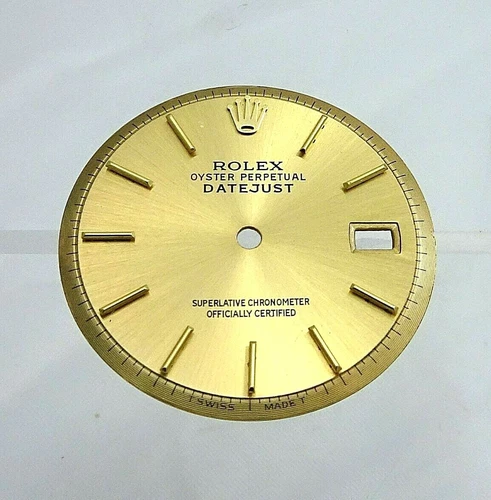 ROLEX
OYSTER PERPETUAL
DATEJUST
SUPERLATIVE CHRONOMETER
OFFICIALLY CERTIFIED
T SWISS MADE T